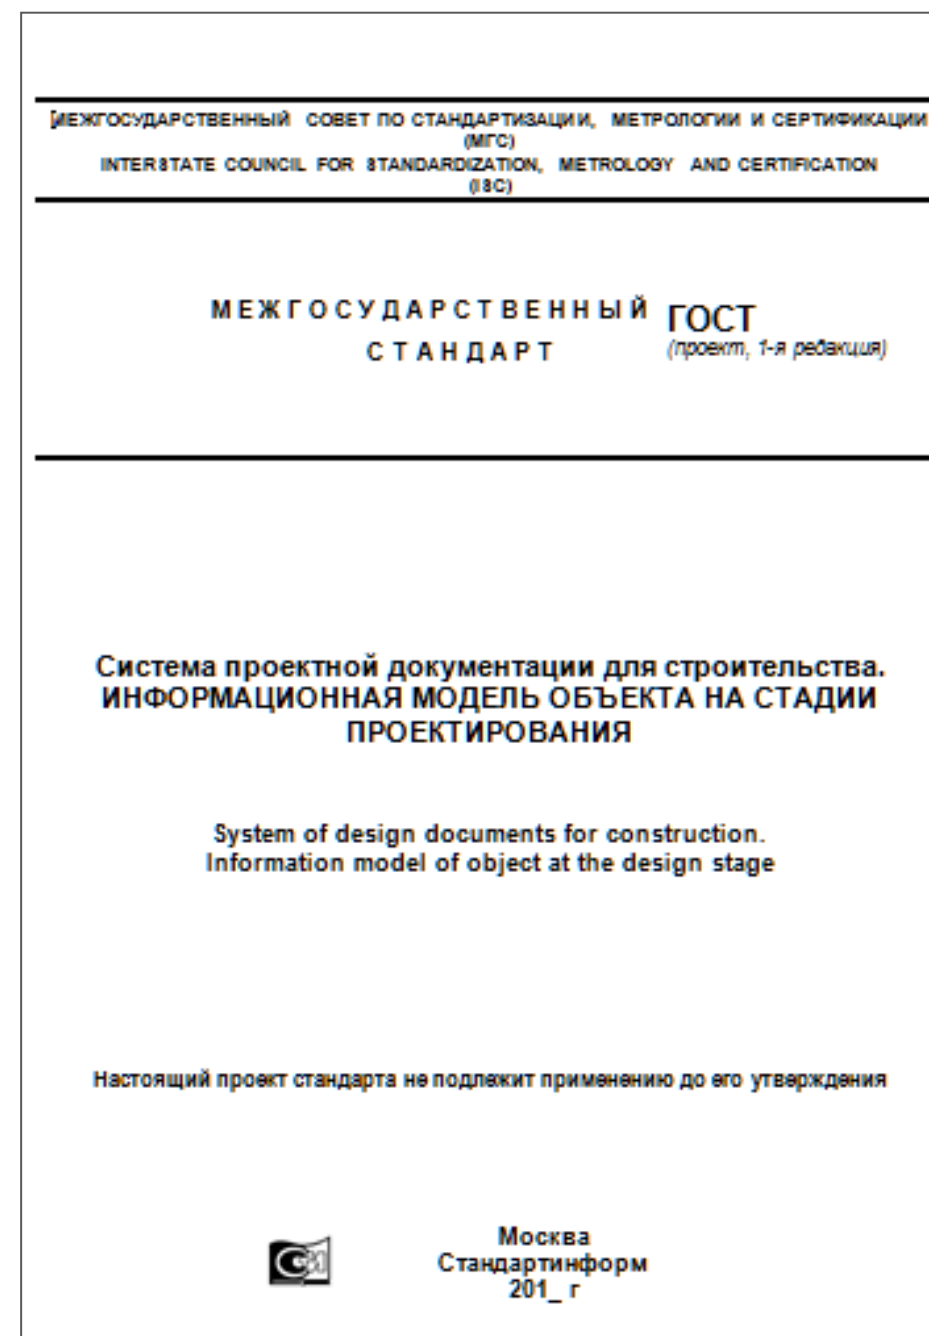 МЕЖГОСУДАРСТВЕННЫЙ СОВЕТ ПО СТАНДАРТИЗАЦИИ, МЕТРОЛОГИИ И СЕРТИФИКАЦИИ
(МГС)
INTERSTATE COUNCIL FOR STANDARDIZATION, METROLOGY AND CERTIFICATION
(ISC)
МЕЖГОСУДАРСТВЕННЫЙ
СТАНДАРТ
ГОСТ
(проект, 1-я редакция)
Система проектной документации для строительства.
ИНФОРМАЦИОННАЯ МОДЕЛЬ ОБЪЕКТА НА СТАДИИ
ПРОЕКТИРОВАНИЯ
System of design documents for construction.
Information model of object at the design stage
Настоящий проект стандарта не подлежит применению до его утверждения
Москва
Стандартинформ
201_ г